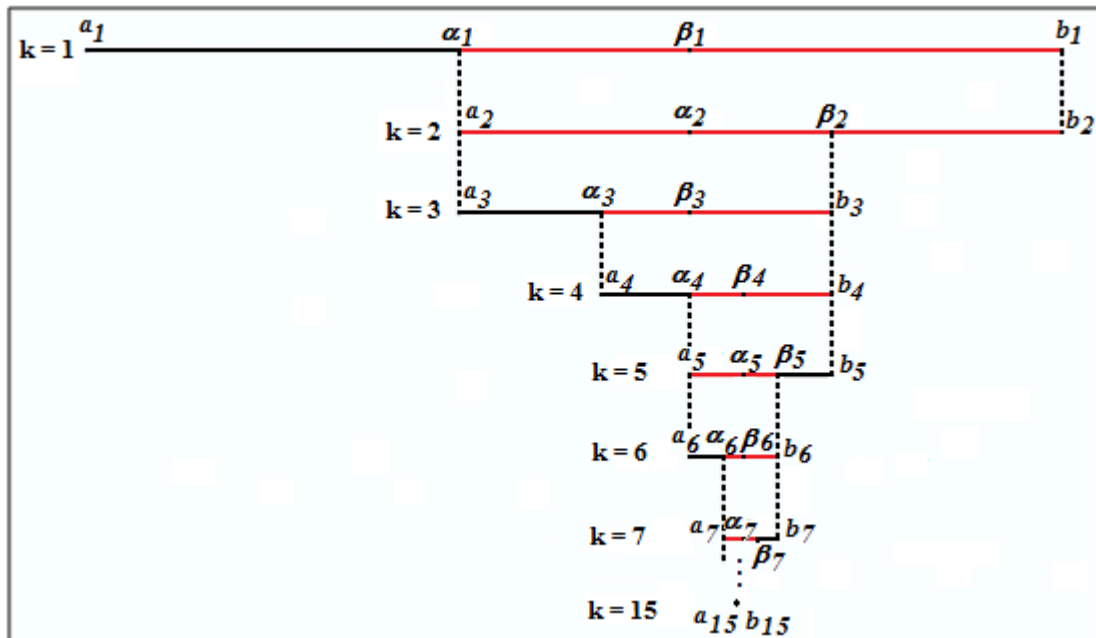 k = 1 a1 α1 β1 b1
k = 2 a2 α2 β2 b2
k = 3 a3 α3 β3 b3
k = 4 a4 α4 β4 b4
k = 5 a5 α5 β5 b5
k = 6 a6 α6 β6 b6
k = 7 a7 α7 β7 b7
k = 15 a15 b15